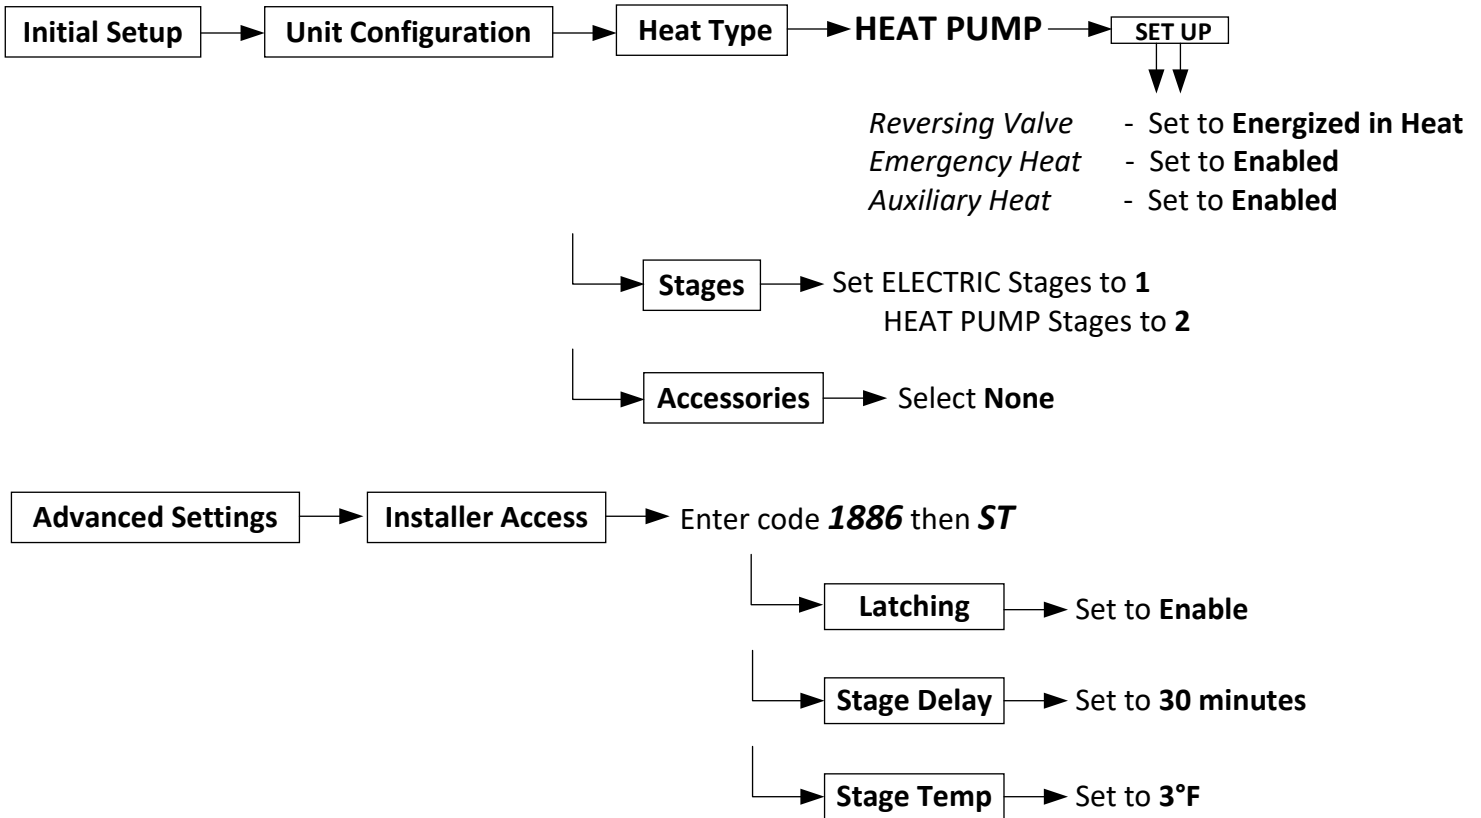 Initial Setup Unit Configuration Heat Type HEAT PUMP SET UP
Reversing Valve - Set to Energized in Heat
Emergency Heat - Set to Enabled
Auxiliary Heat - Set to Enabled
Stages Set ELECTRIC Stages to 1
HEAT PUMP Stages to 2
Accessories Select None
Advanced Settings Installer Access Enter code 1886 then ST
Latching Set to Enable
Stage Delay Set to 30 minutes
Stage Temp Set to 3°F